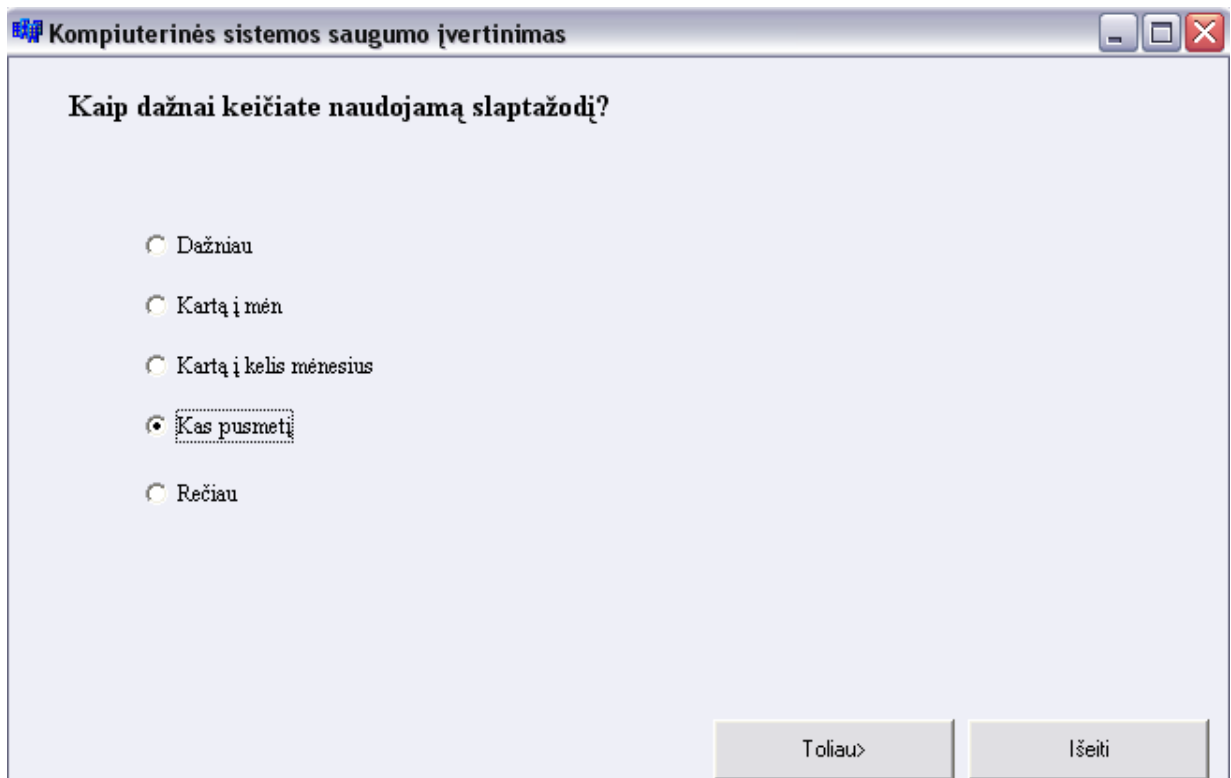 Kompiuterinės sistemos saugumo įvertinimas
Kaip dažnai keičiate naudojamą slaptažodį?
Dažniau
Kartą į mėn
Kartą į kelis mėnesius
Kas pusmetį
Rečiau
Toliau>
Išeiti